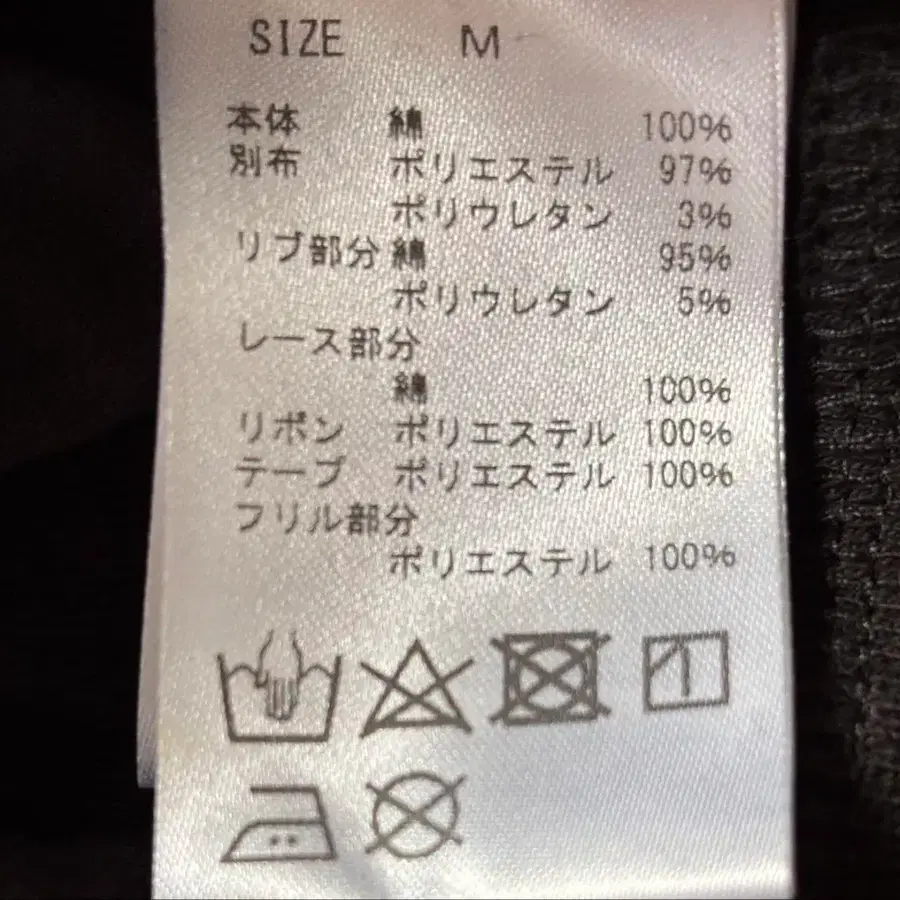 SIZE M
本体 綿 100%
別布 ポリエステル 97%
ポリウレタン 3%
リブ部分 綿 95%
ポリウレタン 5%
レース部分
綿 100%
リボン ポリエステル 100%
テープ ポリエステル 100%
フリル部分
ポリエステル 100%